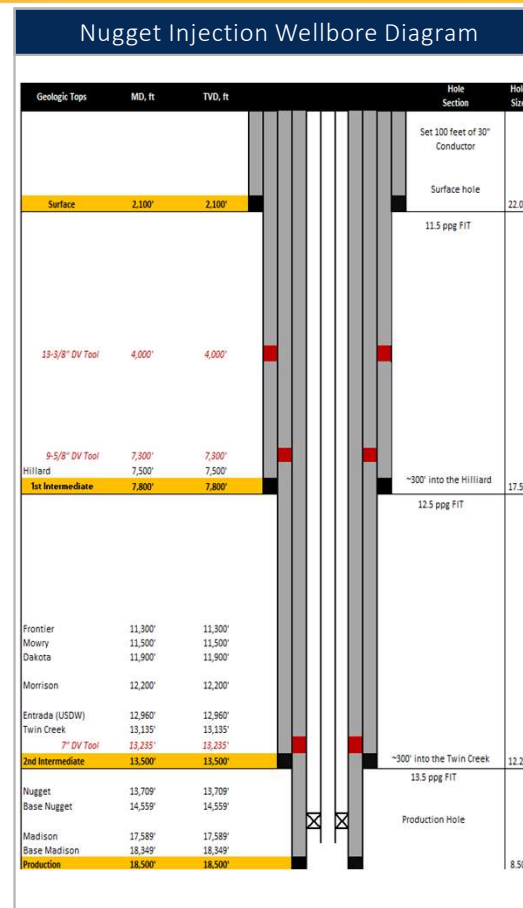 Nugget Injection Wellbore Diagram
Geologic Tops MD, ft TVD, ft Hole Section
Set 100 feet of 30" Conductor
Surface hole
Surface 2,100' 2,100'
11.5 ppg FIT
13-3/8" DV Tool 4,000' 4,000'
9-5/8" DV Tool 7,300' 7,300'
Hillard 7,500' 7,500'
~300' into the Hilliard
1st Intermediate 7,800' 7,800' 17.5
12.5 ppg FIT
Frontier 11,300' 11,300'
Mowry 11,500' 11,500'
Dakota 11,900' 11,900'
Morrison 12,200' 12,200'
Entrada (USDW) 12,960' 12,960'
Twin Creek 13,135' 13,135'
7" DV Tool 13,235' 13,235'
2nd Intermediate 13,500' 13,500' ~300' into the Twin Creek 12.2
13.5 ppg FIT
Nugget 13,709' 13,709'
Base Nugget 14,559' 14,559'
Production Hole
Madison 17,589' 17,589'
Base Madison 18,349' 18,349'
Production 18,500' 18,500' 8.50